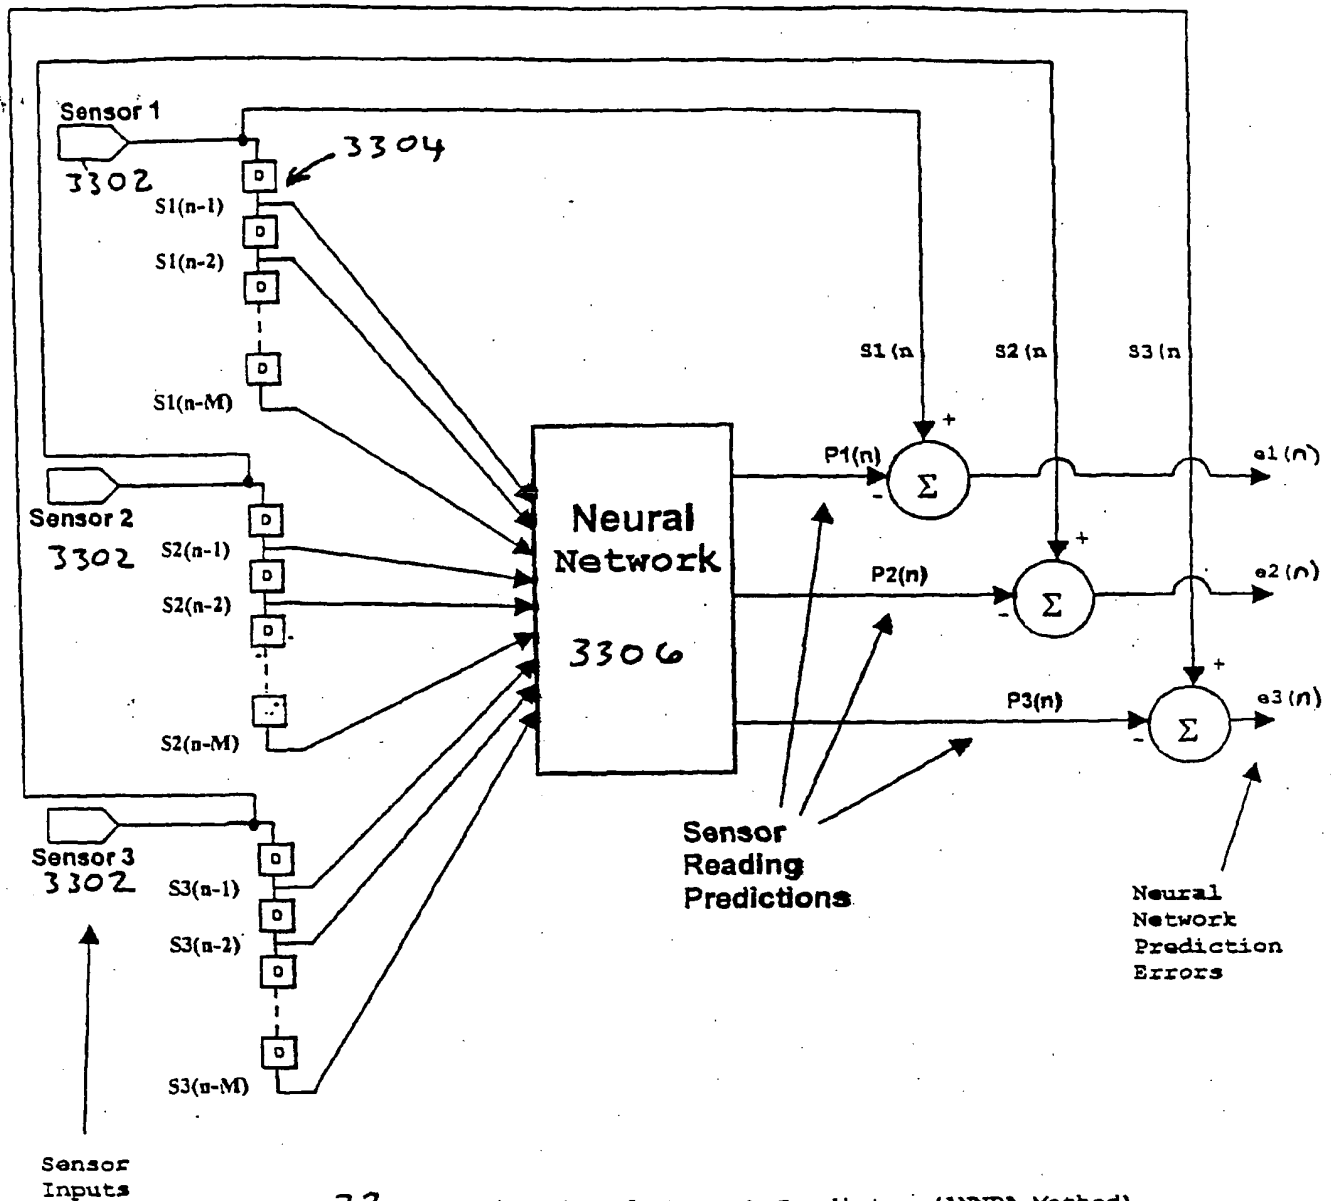 Sensor 1
3302
3304
D
S1(n-1)
D
S1(n-2)
D
D
S1(n-M)
S1(n
S2(n
S3(n
+
P1(n)
-
Σ
e1(n)
Sensor 2
3302
D
S2(n-1)
D
S2(n-2)
D
S2(n-M)
Neural
Network
3306
+
P2(n)
-
Σ
e2(n)
+
P3(n)
-
Σ
e3(n)
Sensor 3
3302
D
S3(n-1)
D
S3(n-2)
D
D
S3(n-M)
Sensor
Reading
Predictions
Neural
Network
Prediction
Errors
Sensor
Inputs